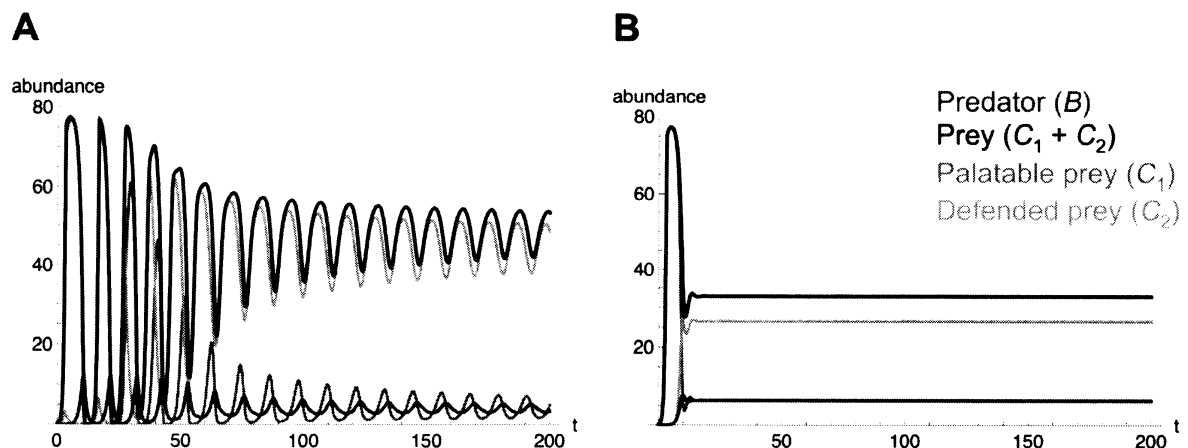 A
abundance
80
60
40
20
0 50 100 150 200 t
B
abundance
80
60
40
20
50 100 150 200 t
Predator (B)
Prey (C₁ + C₂)
Palatable prey (C₁)
Defended prey (C₂)